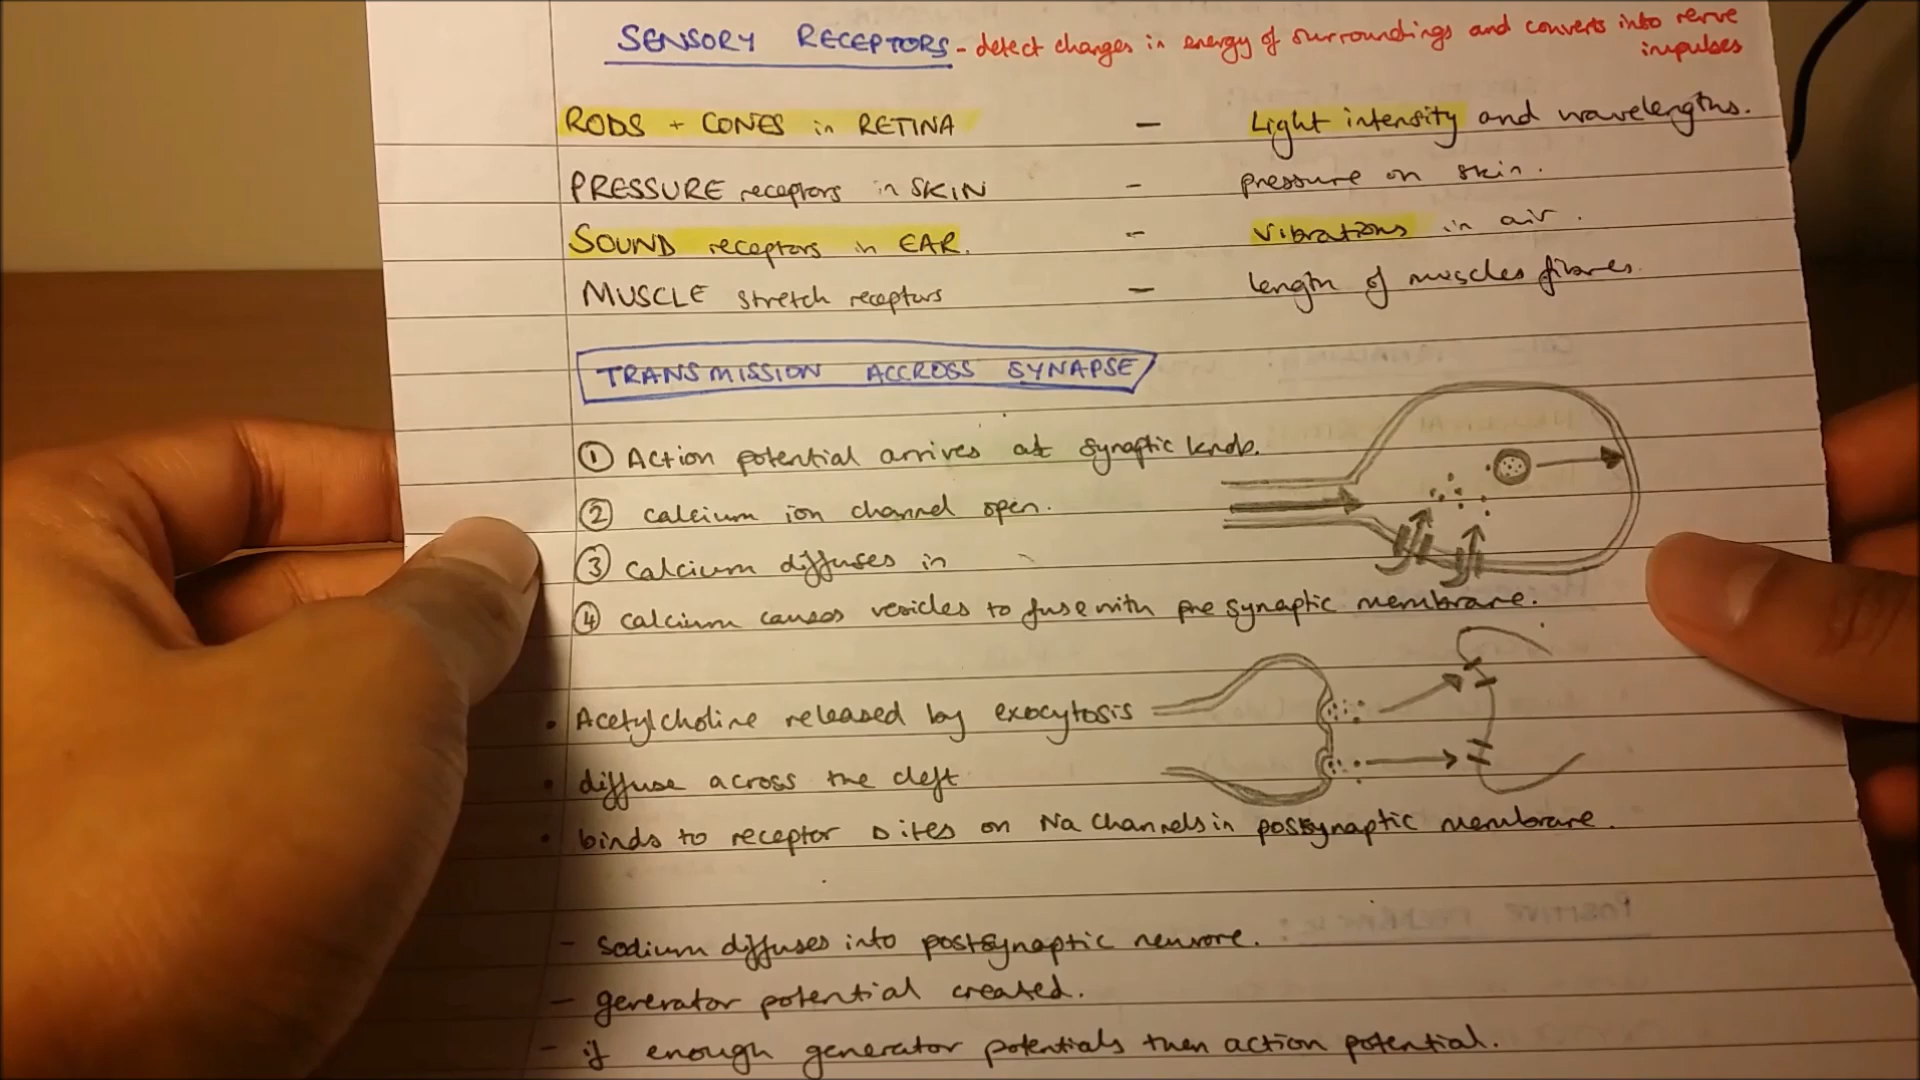 SENSORY RECEPTORS - detect changes in energy of surroundings and converts into nerve
impulses
RODS + CONES in RETINA - Light intensity and wavelengths.
PRESSURE receptors in SKIN - pressure on skin.
SOUND receptors in EAR. - Vibrations in air.
MUSCLE stretch receptors - length of muscles fibres.
TRANSMISSION ACCROSS SYNAPSE
① Action potential arrives at synaptic knob.
② calcium ion channel open.
③ calcium diffuses in
④ calcium causes vesicles to fuse with pre synaptic membrane.
• Acetylcholine released by exocytosis
• diffuse across the cleft
• binds to receptor sites on Na channels in postsynaptic membrane.
- sodium diffuses into postsynaptic neurone.
- generator potential created.
- if enough generator potentials then action potential.